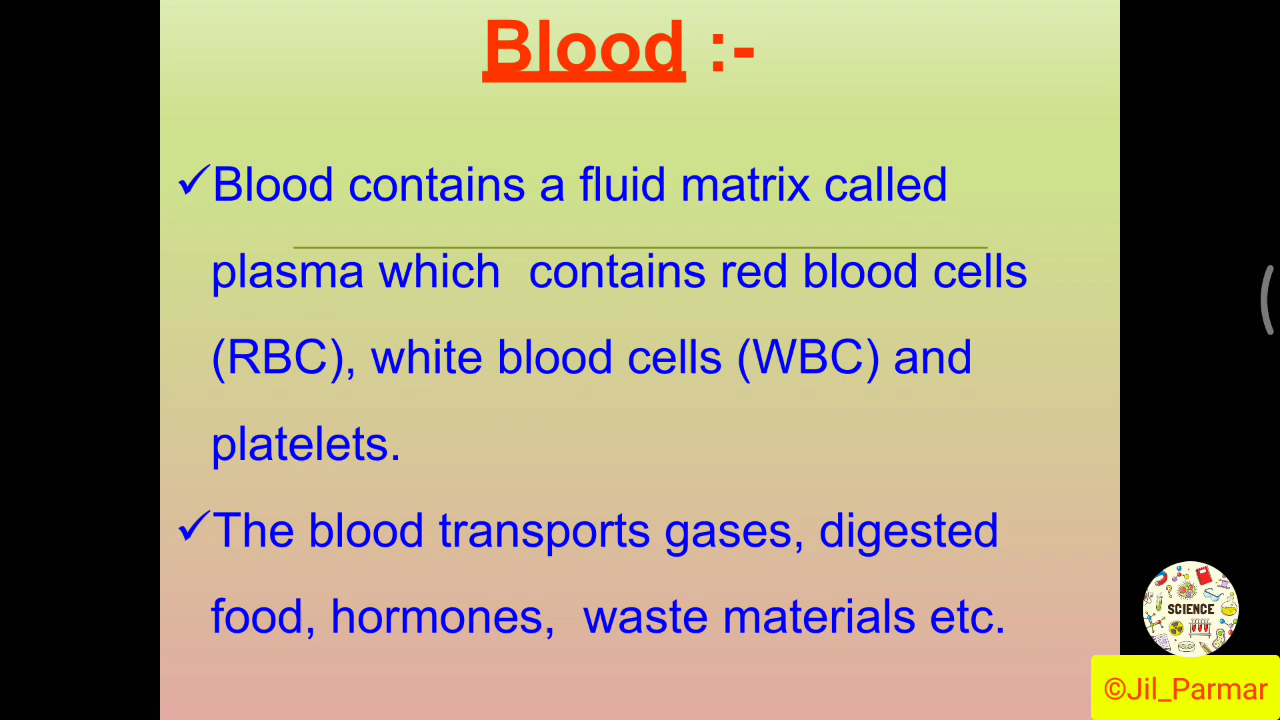 Blood :-
✓Blood contains a fluid matrix called
plasma which contains red blood cells
(RBC), white blood cells (WBC) and
platelets.
✓The blood transports gases, digested
food, hormones, waste materials etc.
SCIENCE
©Jil_Parmar